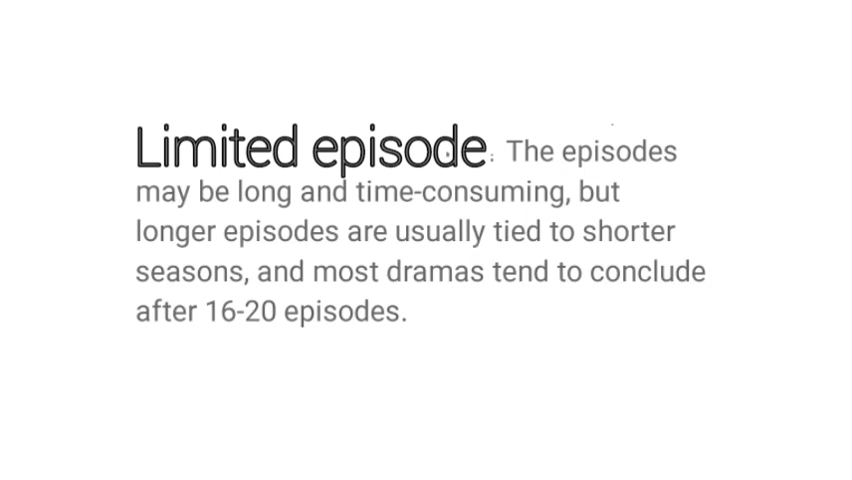 Limited episode: The episodes
may be long and time-consuming, but
longer episodes are usually tied to shorter
seasons, and most dramas tend to conclude
after 16-20 episodes.